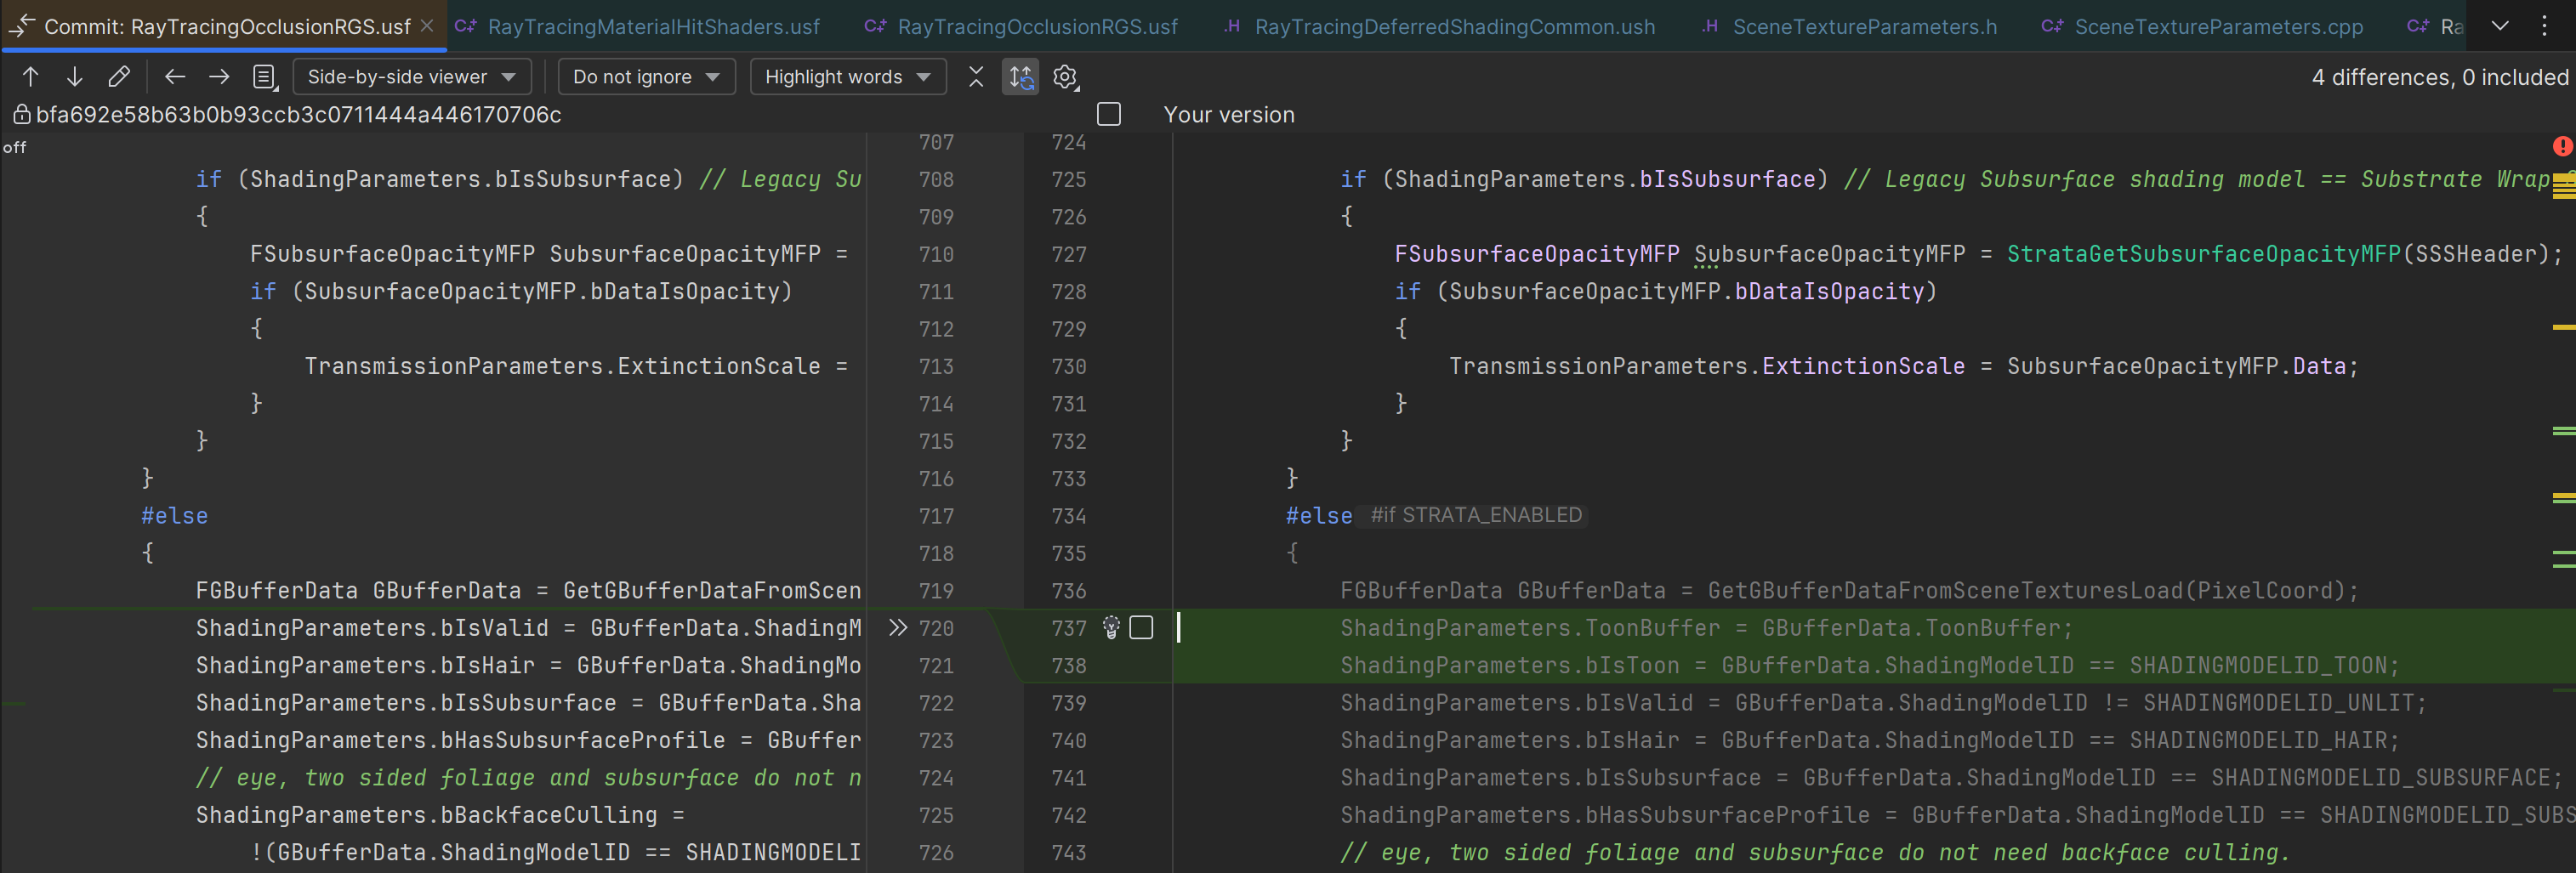 Commit: RayTracingOcclusionRGS.usf
RayTracingMaterialHitShaders.usf
RayTracingOcclusionRGS.usf
.H RayTracingDeferredShadingCommon.ush
.H SceneTextureParameters.h
SceneTextureParameters.cpp
Ra
Side-by-side viewer
Do not ignore
Highlight words
4 differences, 0 included
bfa692e58b63b0b93ccb3c0711444a446170706c
Your version
off
707
if (ShadingParameters.bIsSubsurface) // Legacy Su 708
{ 709
FSubsurfaceOpacityMFP SubsurfaceOpacityMFP = 710
if (SubsurfaceOpacityMFP.bDataIsOpacity) 711
{ 712
TransmissionParameters.ExtinctionScale = 713
} 714
} 715
} 716
#else 717
{ 718
FGBufferData GBufferData = GetGBufferDataFromScen 719
ShadingParameters.bIsValid = GBufferData.ShadingM 720
ShadingParameters.bIsHair = GBufferData.ShadingMo 721
ShadingParameters.bIsSubsurface = GBufferData.Sha 722
ShadingParameters.bHasSubsurfaceProfile = GBuffer 723
// eye, two sided foliage and subsurface do not n 724
ShadingParameters.bBackfaceCulling = 725
!(GBufferData.ShadingModelID == SHADINGMODELI 726
724
725 if (ShadingParameters.bIsSubsurface) // Legacy Subsurface shading model == Substrate Wrap
726 {
727 FSubsurfaceOpacityMFP SubsurfaceOpacityMFP = StrataGetSubsurfaceOpacityMFP(SSSHeader);
728 if (SubsurfaceOpacityMFP.bDataIsOpacity)
729 {
730 TransmissionParameters.ExtinctionScale = SubsurfaceOpacityMFP.Data;
731 }
732 }
733 }
734 #else #if STRATA_ENABLED
735 {
736 FGBufferData GBufferData = GetGBufferDataFromSceneTexturesLoad(PixelCoord);
737 ShadingParameters.ToonBuffer = GBufferData.ToonBuffer;
738 ShadingParameters.bIsToon = GBufferData.ShadingModelID == SHADINGMODELID_TOON;
739 ShadingParameters.bIsValid = GBufferData.ShadingModelID != SHADINGMODELID_UNLIT;
740 ShadingParameters.bIsHair = GBufferData.ShadingModelID == SHADINGMODELID_HAIR;
741 ShadingParameters.bIsSubsurface = GBufferData.ShadingModelID == SHADINGMODELID_SUBSURFACE;
742 ShadingParameters.bHasSubsurfaceProfile = GBufferData.ShadingModelID == SHADINGMODELID_SUBS
743 // eye, two sided foliage and subsurface do not need backface culling.